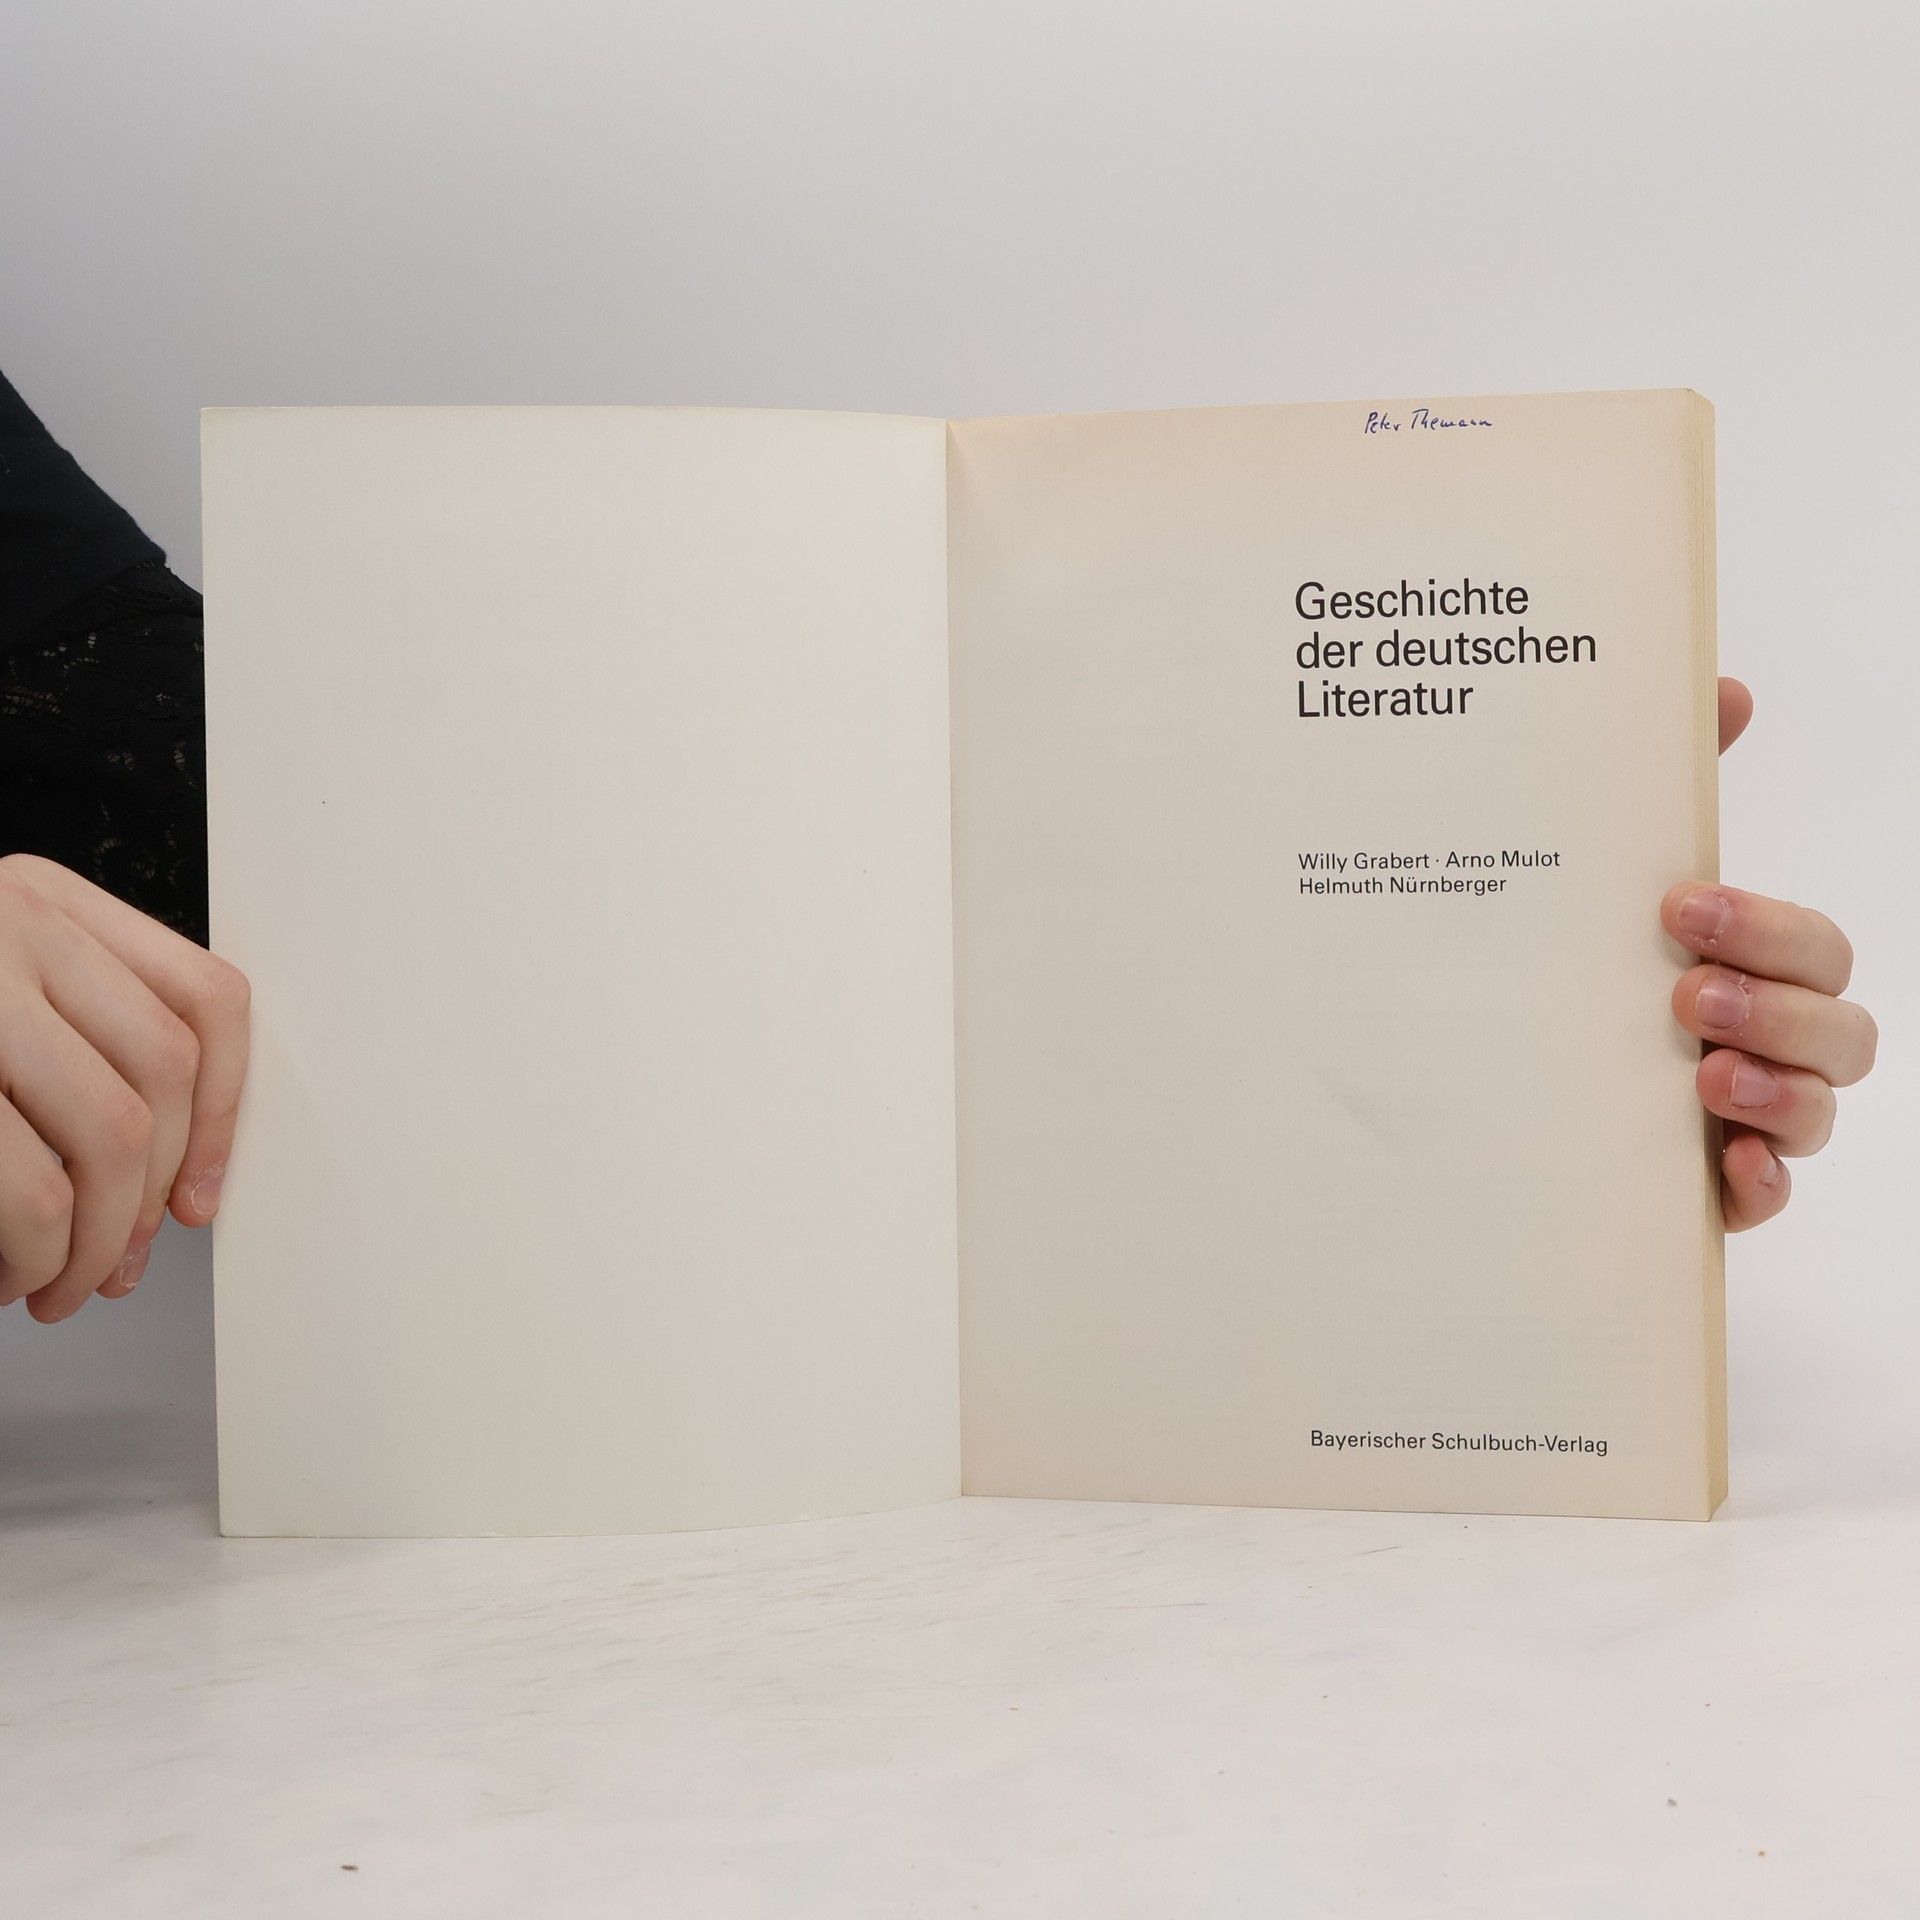 Peter Themann
Geschichte
der deutschen
Literatur
Willy Grabert · Arno Mulot
Helmuth Nürnberger
Bayerischer Schulbuch-Verlag